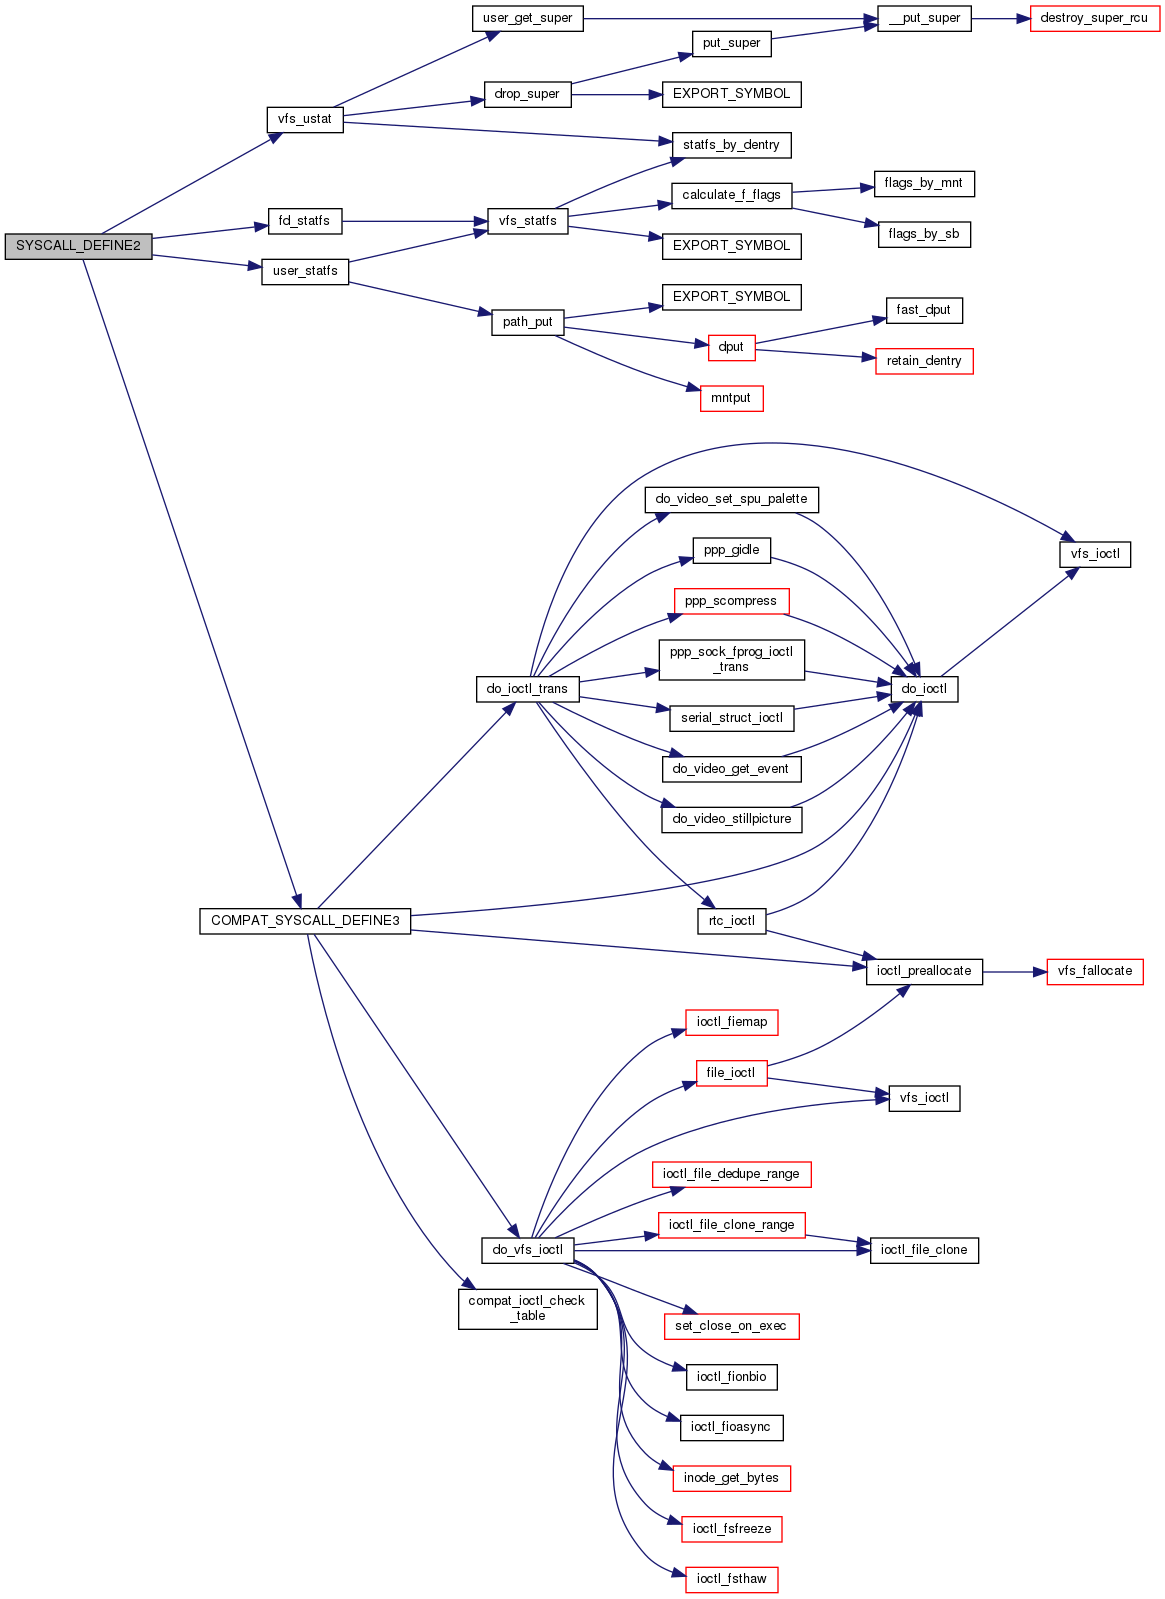 user_get_super
__put_super
destroy_super_rcu
put_super
drop_super
EXPORT_SYMBOL
vfs_ustat
statfs_by_dentry
flags_by_mnt
calculate_f_flags
fd_statfs
vfs_statfs
flags_by_sb
SYSCALL_DEFINE2
EXPORT_SYMBOL
user_statfs
EXPORT_SYMBOL
fast_dput
path_put
dput
retain_dentry
mntput
do_video_set_spu_palette
ppp_gidle
vfs_ioctl
ppp_scompress
ppp_sock_fprog_ioctl
_trans
do_ioctl_trans
do_ioctl
serial_struct_ioctl
do_video_get_event
do_video_stillpicture
COMPAT_SYSCALL_DEFINE3
rtc_ioctl
ioctl_preallocate
vfs_fallocate
ioctl_fiemap
file_ioctl
vfs_ioctl
ioctl_file_dedupe_range
ioctl_file_clone_range
do_vfs_ioctl
ioctl_file_clone
compat_ioctl_check
_table
set_close_on_exec
ioctl_fionbio
ioctl_fioasync
inode_get_bytes
ioctl_fsfreeze
ioctl_fsthaw